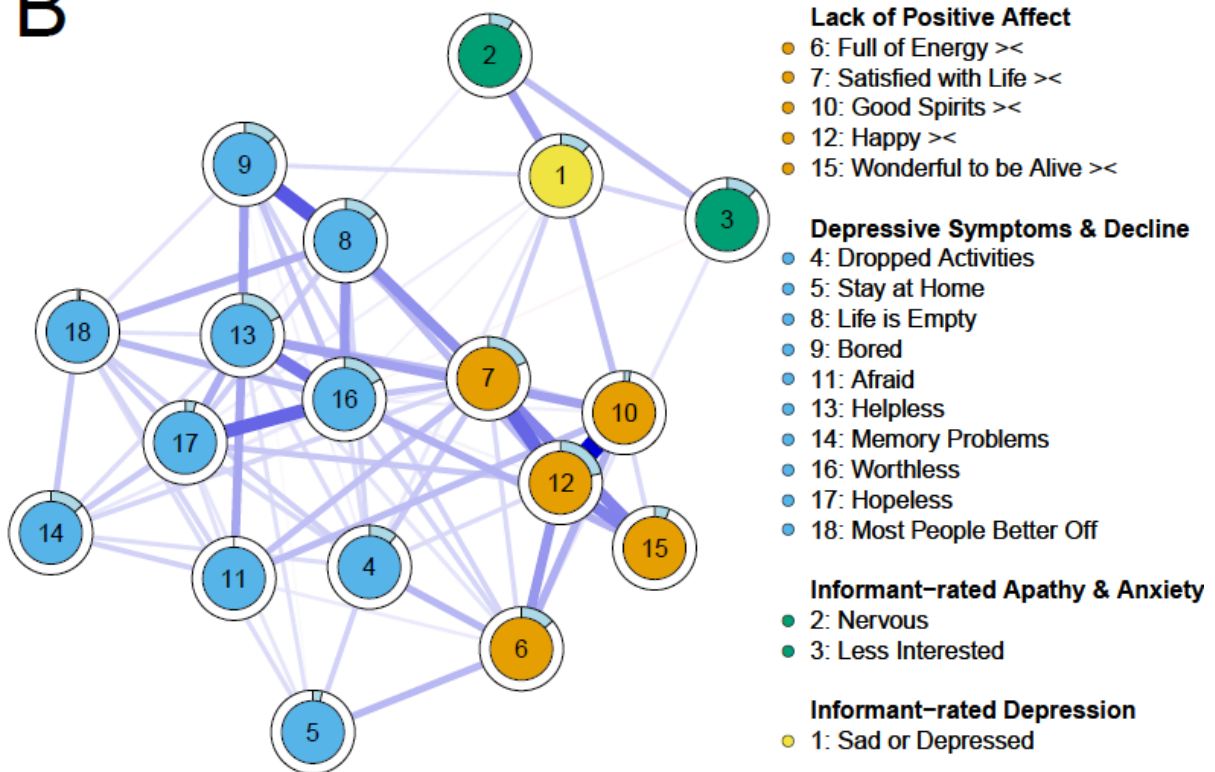 B
Lack of Positive Affect
6: Full of Energy ><
7: Satisfied with Life ><
10: Good Spirits ><
12: Happy ><
15: Wonderful to be Alive ><
Depressive Symptoms & Decline
4: Dropped Activities
5: Stay at Home
8: Life is Empty
9: Bored
11: Afraid
13: Helpless
14: Memory Problems
16: Worthless
17: Hopeless
18: Most People Better Off
Informant−rated Apathy & Anxiety
2: Nervous
3: Less Interested
Informant−rated Depression
1: Sad or Depressed
2
9
1
3
8
18
13
7
16
10
17
12
14
15
4
11
6
5